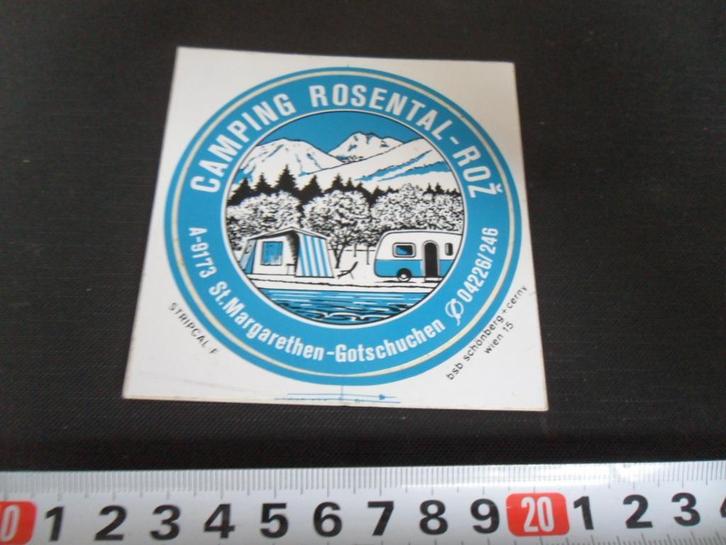 CAMPING ROSENTAL-ROŽ
A-9173 St.Margarethen-Gotschuchen 04226/246
STRIPCAL F
bsb schönberg+cerny
wien 15
1 2 3 4 5 6 7 8 9 20 1 2 3 4